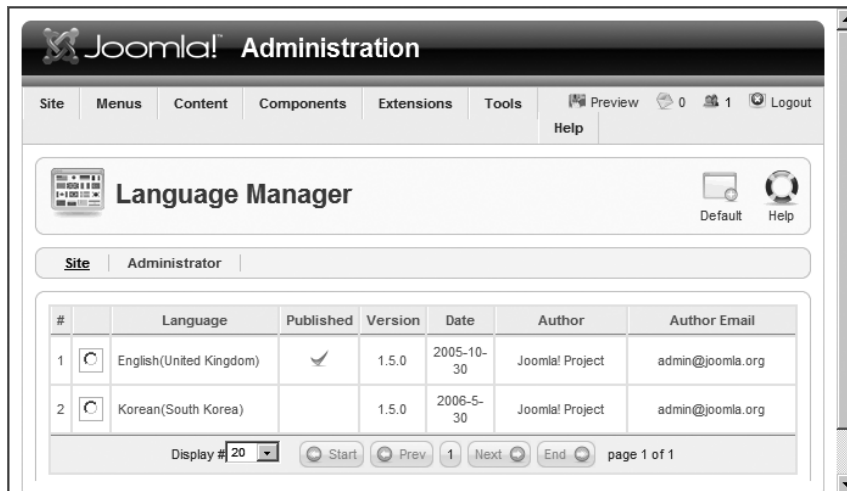 Joomla! Administration
Site Menus Content Components Extensions Tools Preview 0 1 Logout
Help
Language Manager
Default Help
Site Administrator
# Language Published Version Date Author Author Email
1 English(United Kingdom) 1.5.0 2005-10-30 Joomla! Project admin@joomla.org
2 Korean(South Korea) 1.5.0 2006-5-30 Joomla! Project admin@joomla.org
Display # 20 Start Prev 1 Next End page 1 of 1